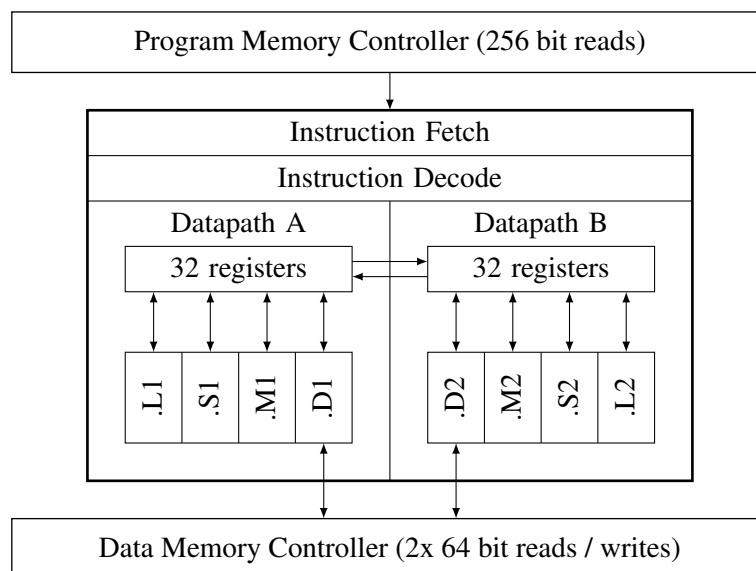 Program Memory Controller (256 bit reads)
Instruction Fetch
Instruction Decode
Datapath A
Datapath B
32 registers
32 registers
.L1
.S1
.M1
.D1
.D2
.M2
.S2
.L2
Data Memory Controller (2x 64 bit reads / writes)